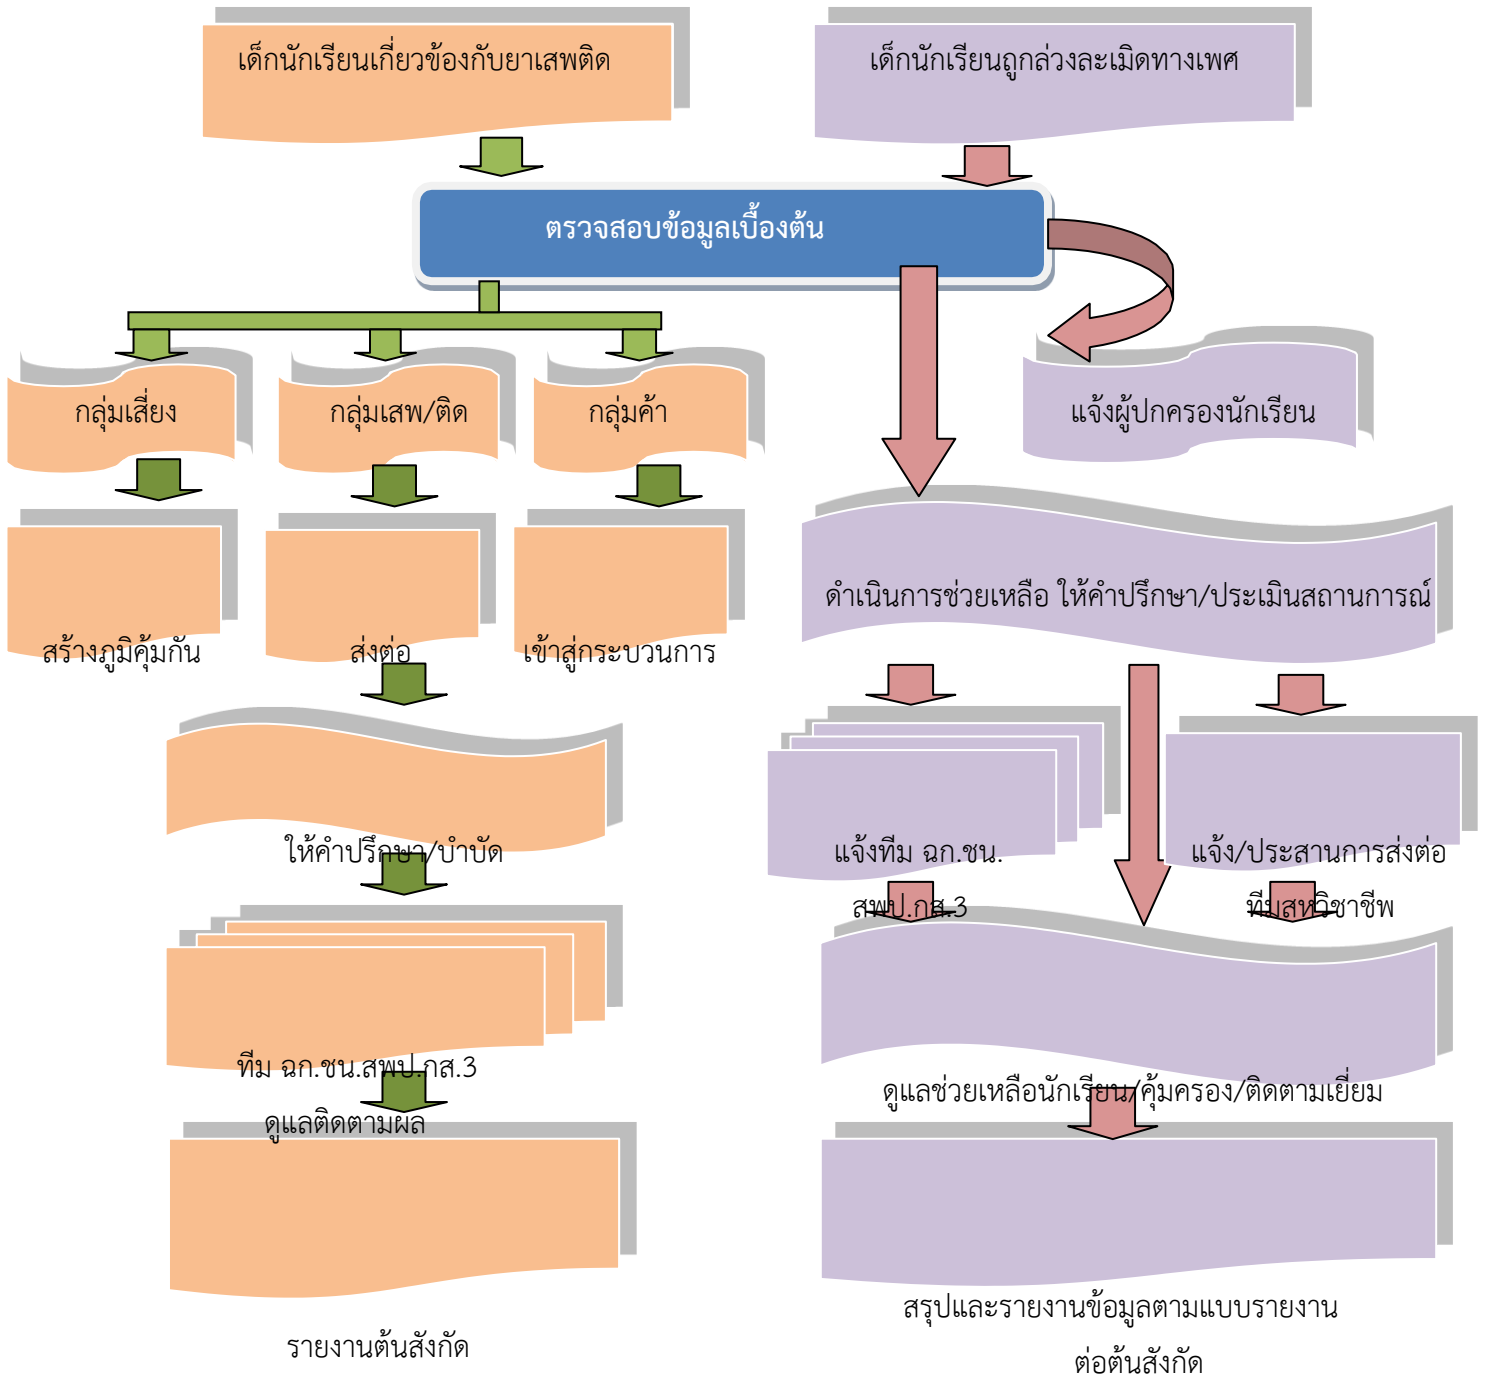 เด็กนักเรียนเกี่ยวข้องกับยาเสพติด
เด็กนักเรียนถูกล่วงละเมิดทางเพศ
ตรวจสอบข้อมูลเบื้องต้น
กลุ่มเสี่ยง
กลุ่มเสพ/ติด
กลุ่มค้า
แจ้งผู้ปกครองนักเรียน
ดำเนินการช่วยเหลือ ให้คำปรึกษา/ประเมินสถานการณ์
สร้างภูมิคุ้มกัน
ส่งต่อ
เข้าสู่กระบวนการ
ให้คำปรึกษา/บำบัด
แจ้งทีม ฉก.ชน.
สพป.กส.3
แจ้ง/ประสานการส่งต่อ
ทีมสหวิชาชีพ
ทีม ฉก.ชน.สพป.กส.3
ดูแลติดตามผล
ดูแลช่วยเหลือนักเรียน/คุ้มครอง/ติดตามเยี่ยม
รายงานต้นสังกัด
สรุปและรายงานข้อมูลตามแบบรายงาน
ต่อต้นสังกัด